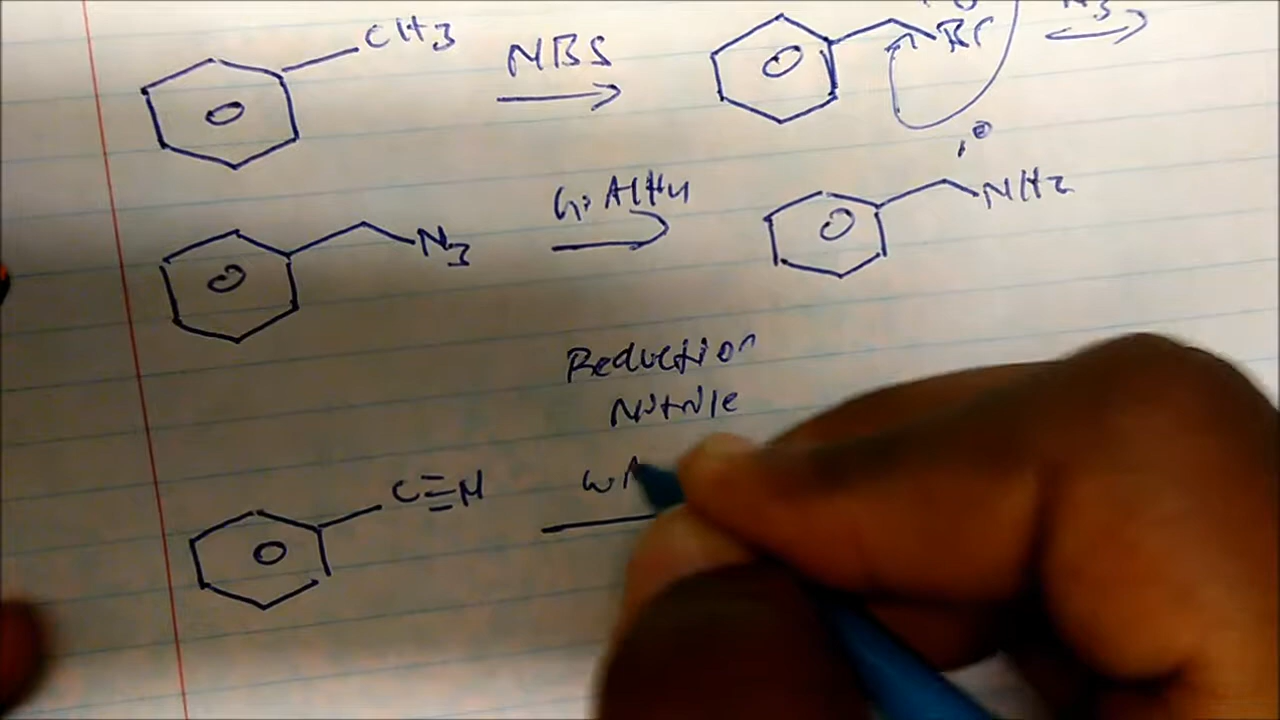 CH3 NBS Br N3
N3 LiAlH4 NH2
Reduction
Nitrile
C≡N